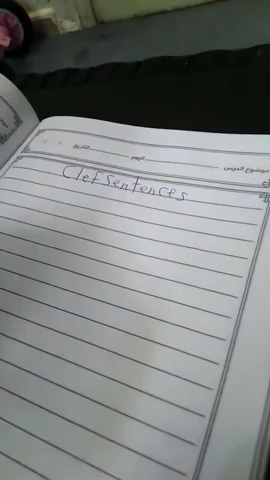 موضوع الدرس اليوم التاريخ / /
Clef sentences